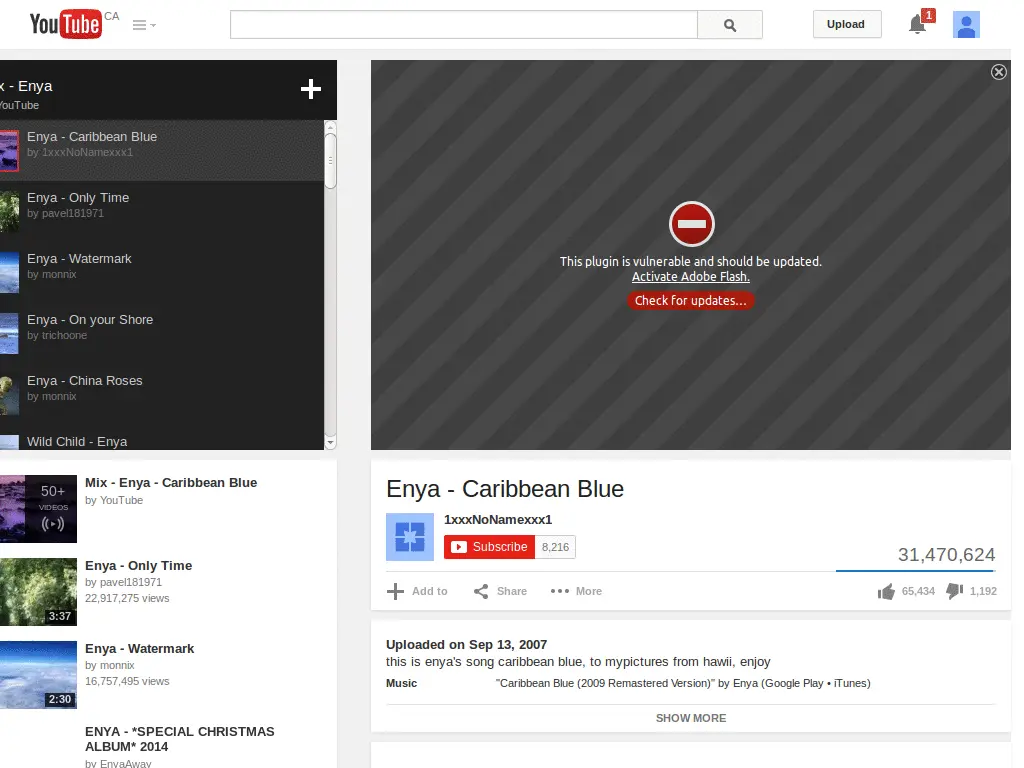 YouTube CA
Upload
1
x - Enya
YouTube
Enya - Caribbean Blue
by 1xxxNoNamexxx1
Enya - Only Time
by pavel181971
Enya - Watermark
by monnix
Enya - On your Shore
by trichoone
Enya - China Roses
by monnix
Wild Child - Enya
This plugin is vulnerable and should be updated.
Activate Adobe Flash.
Check for updates...
50+
VIDEOS
Mix - Enya - Caribbean Blue
by YouTube
3:37
Enya - Only Time
by pavel181971
22,917,275 views
2:30
Enya - Watermark
by monnix
16,757,495 views
ENYA - *SPECIAL CHRISTMAS
ALBUM* 2014
by EnyaAway
Enya - Caribbean Blue
1xxxNoNamexxx1
Subscribe 8,216
31,470,624
Add to Share More 65,434 1,192
Uploaded on Sep 13, 2007
this is enya's song caribbean blue, to mypictures from hawii, enjoy
Music "Caribbean Blue (2009 Remastered Version)" by Enya (Google Play • iTunes)
SHOW MORE